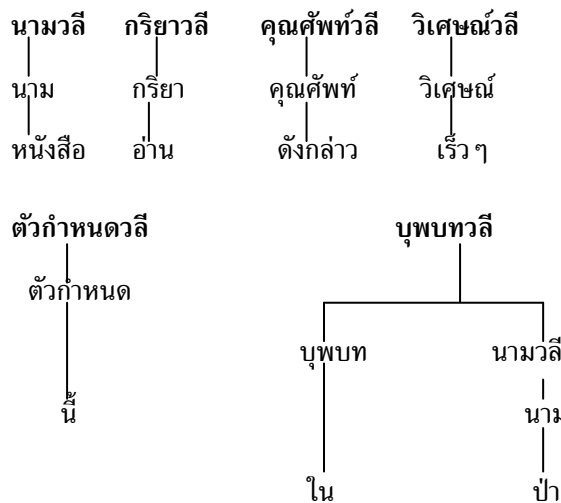 นามวลี กริยาวลี คุณศัพท์วลี วิเศษณ์วลี
นาม กริยา คุณศัพท์ วิเศษณ์
หนังสือ อ่าน ดังกล่าว เร็ว ๆ
ตัวกำหนดวลี บุพบทวลี
ตัวกำหนด
บุพบท นามวลี
นี้ นาม
ใน ป่า